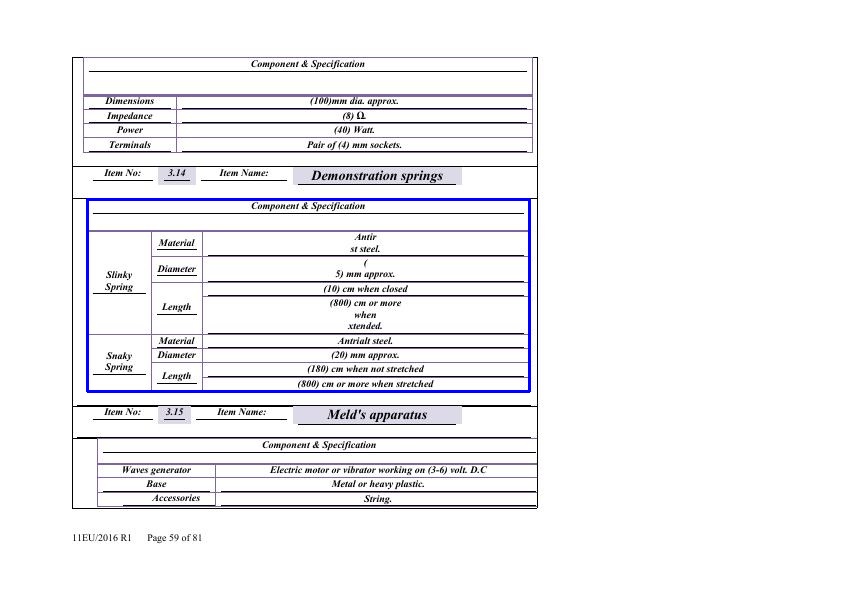 Component & Specification
Dimensions (100)mm dia. approx.
Impedance (8) Ω.
Power (40) Watt.
Terminals Pair of (4) mm sockets.
Item No: 3.14 Item Name: Demonstration springs
Component & Specification
Slinky Spring
Material Antir
st steel.
Diameter (
5) mm approx.
Length (10) cm when closed
(800) cm or more
when
xtended.
Snaky Spring
Material Antrialt steel.
Diameter (20) mm approx.
Length (180) cm when not stretched
(800) cm or more when stretched
Item No: 3.15 Item Name: Meld's apparatus
Component & Specification
Waves generator Electric motor or vibrator working on (3-6) volt. D.C
Base Metal or heavy plastic.
Accessories String.
11EU/2016 R1 Page 59 of 81